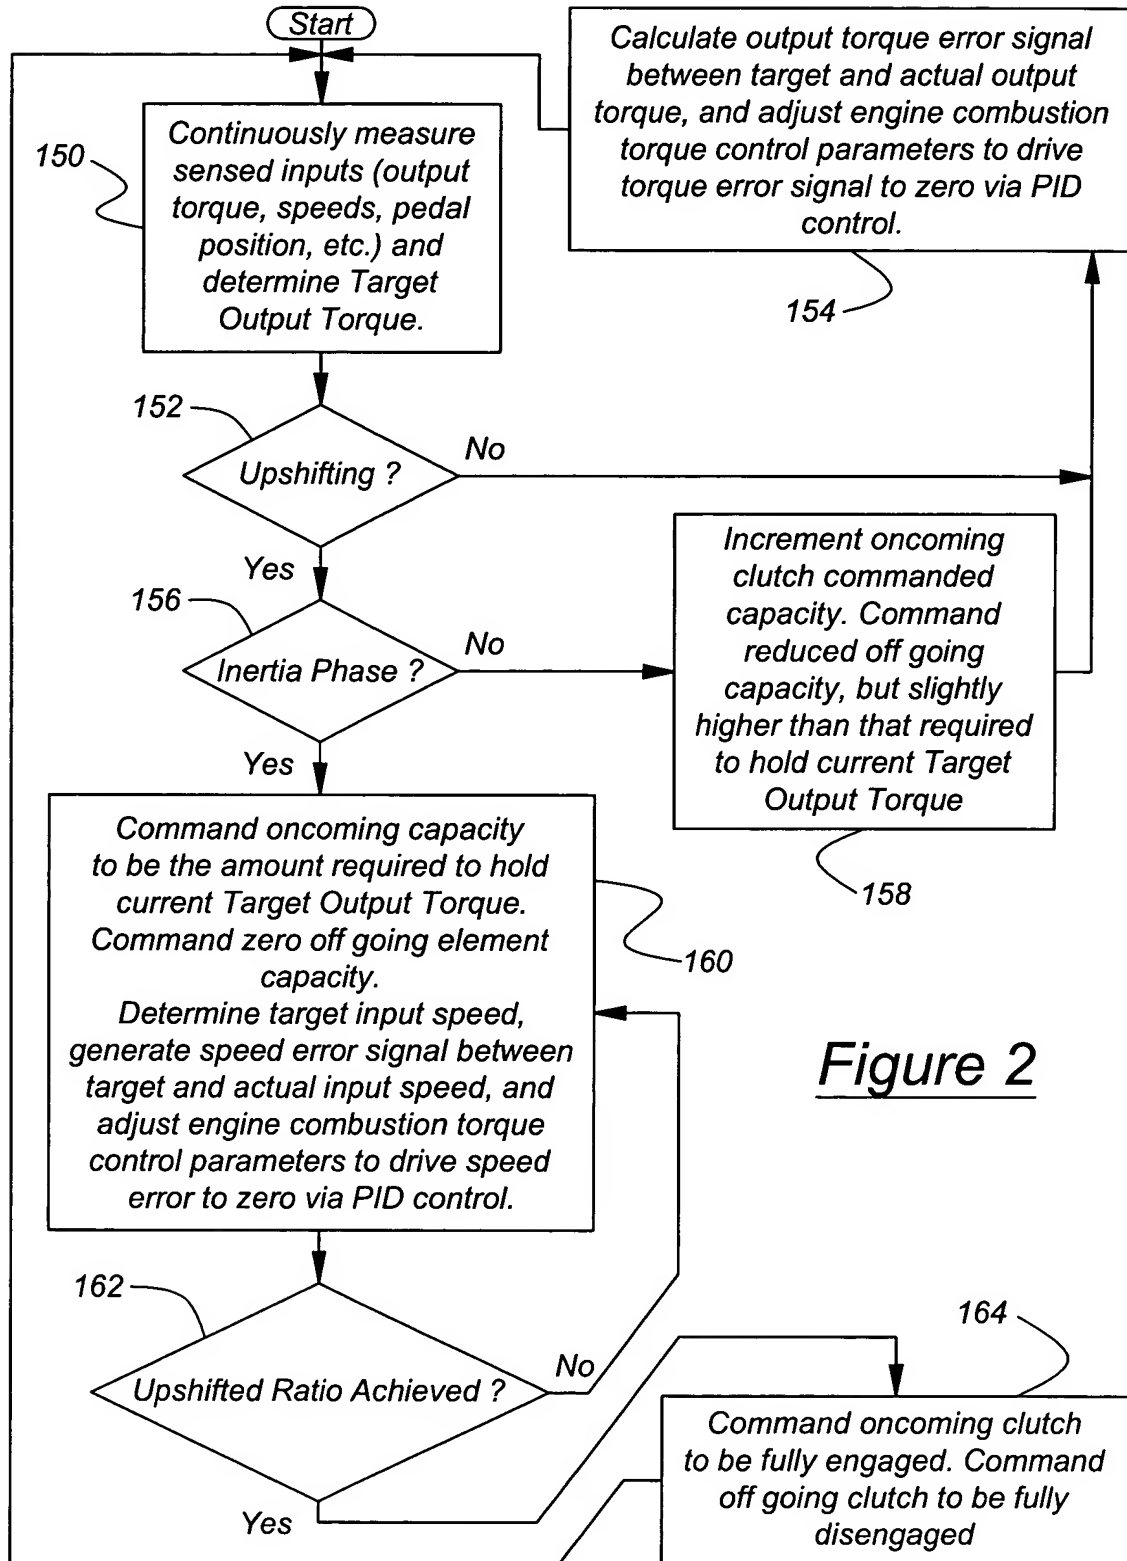 Start
Continuously measure
sensed inputs (output
torque, speeds, pedal
position, etc.) and
determine Target
Output Torque.
150
Calculate output torque error signal
between target and actual output
torque, and adjust engine combustion
torque control parameters to drive
torque error signal to zero via PID
control.
154
152
Upshifting ?
No
Yes
156
Inertia Phase ?
No
Yes
Increment oncoming
clutch commanded
capacity. Command
reduced off going
capacity, but slightly
higher than that required
to hold current Target
Output Torque
158
Command oncoming capacity
to be the amount required to hold
current Target Output Torque.
Command zero off going element
capacity.
Determine target input speed,
generate speed error signal between
target and actual input speed, and
adjust engine combustion torque
control parameters to drive speed
error to zero via PID control.
160
Figure 2
162
Upshifted Ratio Achieved ?
No
Yes
164
Command oncoming clutch
to be fully engaged. Command
off going clutch to be fully
disengaged